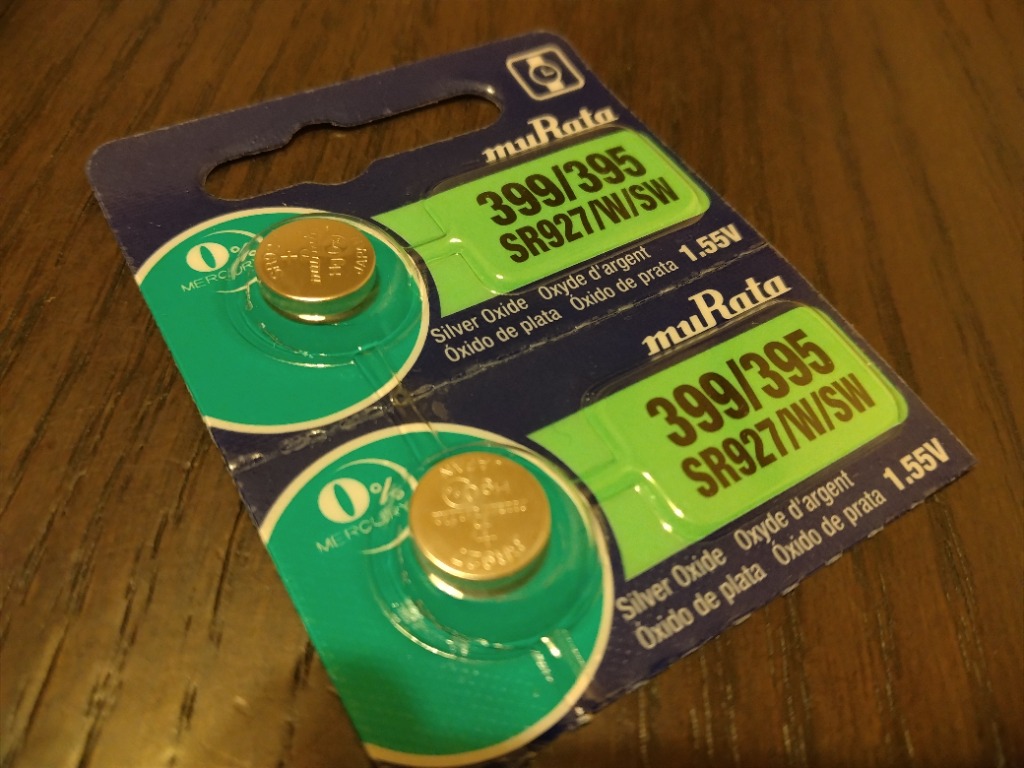 muRata
399/395
SR927/W/SW
Silver Oxide Oxyde d'argent
Óxido de plata Óxido de prata 1.55V
0%
MERCURY
muRata
399/395
SR927/W/SW
Silver Oxide Oxyde d'argent
Óxido de plata Óxido de prata 1.55V
0%
MERCURY